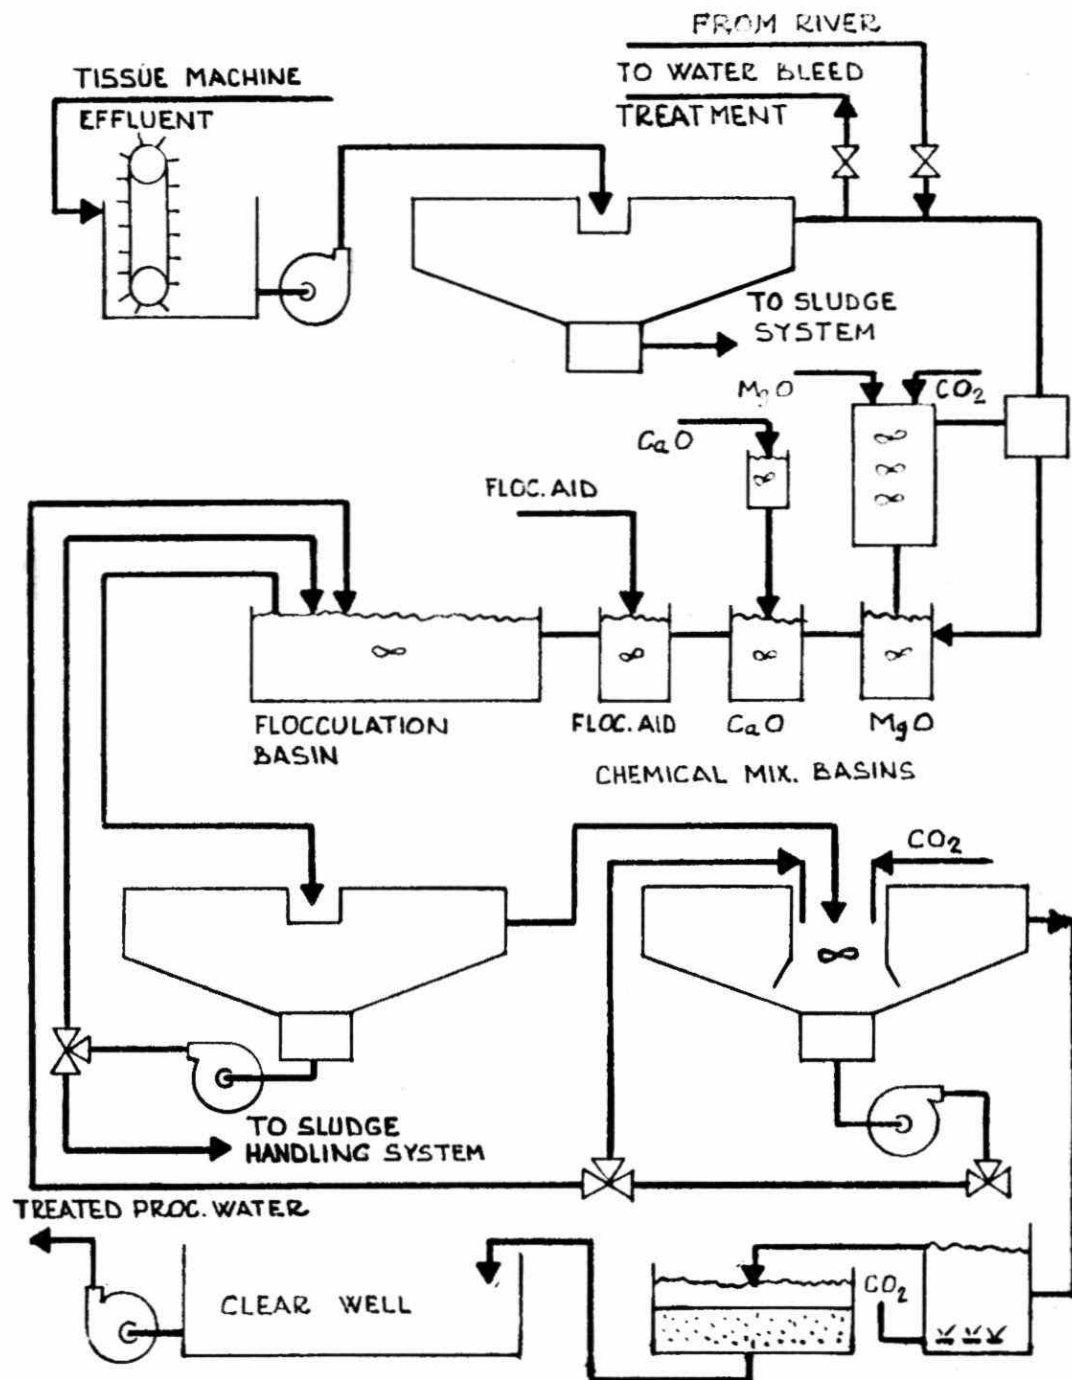 FROM RIVER
TISSUE MACHINE
TO WATER BLEED
EFFLUENT
TREATMENT
TO SLUDGE
SYSTEM
MgO
CO2
CaO
FLOC. AID
FLOCCULATION
BASIN
FLOC. AID
CaO
MgO
CHEMICAL MIX. BASINS
CO2
TO SLUDGE
HANDLING SYSTEM
TREATED PROC. WATER
CO2
CLEAR WELL